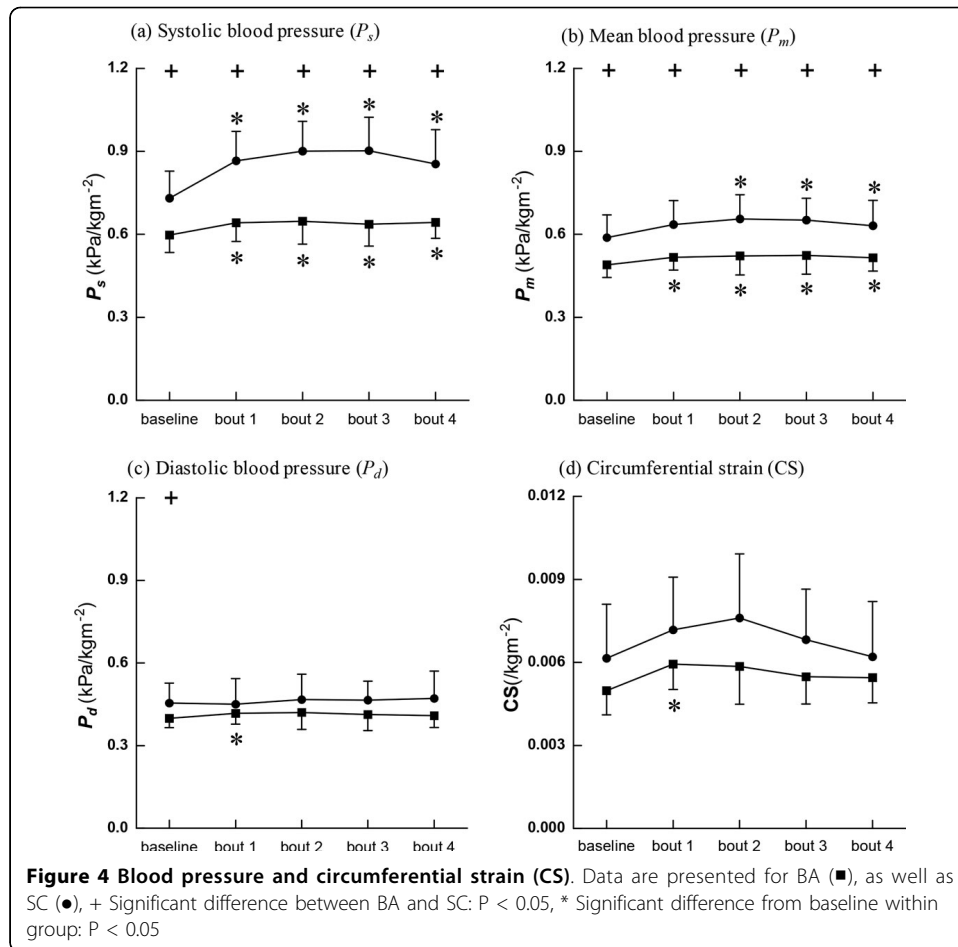 (a) Systolic blood pressure (Ps)
1.2
0.9
0.6
0.3
0.0
Ps (kPa/kgm-2)
+ + + + +
* * * *
* * * *
baseline bout 1 bout 2 bout 3 bout 4
(b) Mean blood pressure (Pm)
1.2
0.9
0.6
0.3
0.0
Pm (kPa/kgm-2)
+ + + + +
* * *
* * * *
baseline bout 1 bout 2 bout 3 bout 4
(c) Diastolic blood pressure (Pd)
1.2
0.9
0.6
0.3
0.0
Pd (kPa/kgm-2)
+
*
baseline bout 1 bout 2 bout 3 bout 4
(d) Circumferential strain (CS)
0.012
0.009
0.006
0.003
0.000
CS(/kgm-2)
*
baseline bout 1 bout 2 bout 3 bout 4
Figure 4 Blood pressure and circumferential strain (CS). Data are presented for BA (■), as well as
SC (●), + Significant difference between BA and SC: P < 0.05, * Significant difference from baseline within
group: P < 0.05